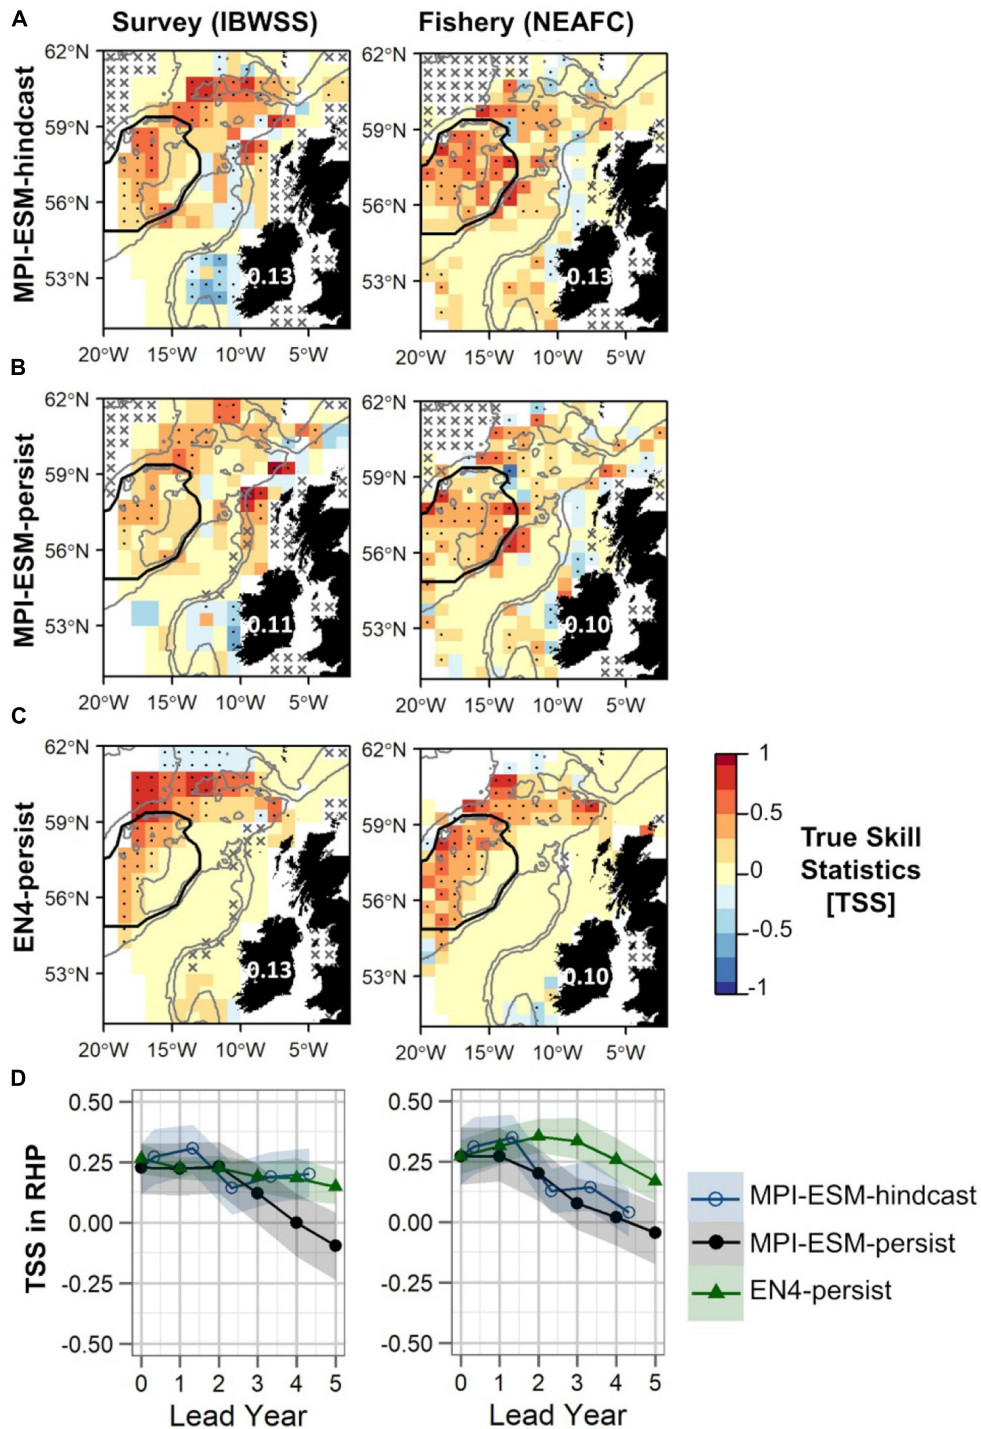 A
Survey (IBWSS)
Fishery (NEAFC)
MPI-ESM-hindcast
62°N
59°N
56°N
53°N
0.13
20°W 15°W 10°W 5°W
62°N
59°N
56°N
53°N
0.13
20°W 15°W 10°W 5°W
B
MPI-ESM-persist
62°N
59°N
56°N
53°N
0.11
20°W 15°W 10°W 5°W
62°N
59°N
56°N
53°N
0.10
20°W 15°W 10°W 5°W
C
EN4-persist
62°N
59°N
56°N
53°N
0.13
20°W 15°W 10°W 5°W
62°N
59°N
56°N
53°N
0.10
20°W 15°W 10°W 5°W
1
0.5
0
-0.5
-1
True Skill
Statistics
[TSS]
D
TSS in RHP
0.50
0.25
0.00
-0.25
-0.50
0 1 2 3 4 5
Lead Year
0.50
0.25
0.00
-0.25
-0.50
0 1 2 3 4 5
Lead Year
MPI-ESM-hindcast
MPI-ESM-persist
EN4-persist